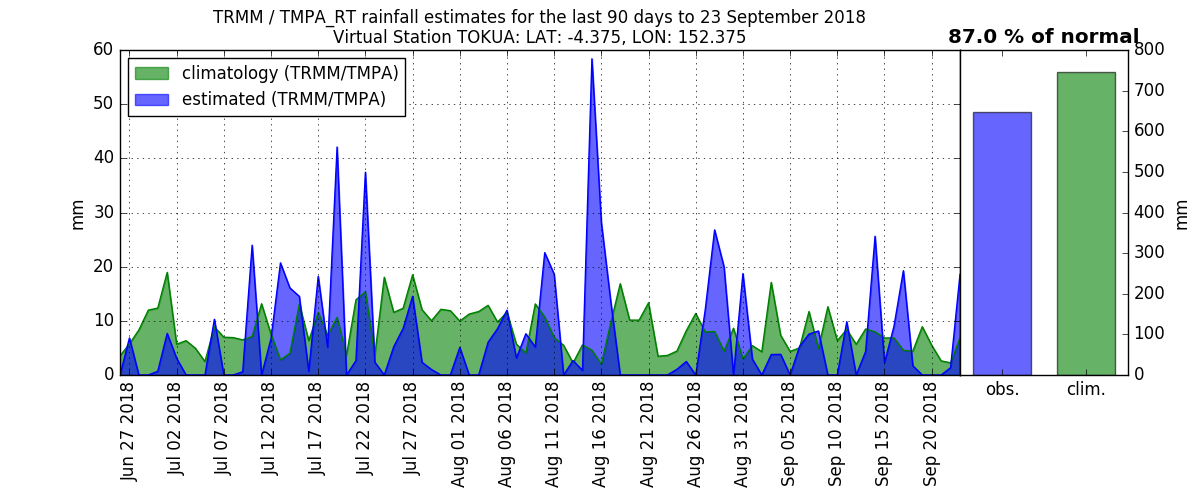 TRMM / TMPA_RT rainfall estimates for the last 90 days to 23 September 2018
Virtual Station TOKUA: LAT: -4.375, LON: 152.375
87.0 % of normal
climatology (TRMM/TMPA)
estimated (TRMM/TMPA)
mm
60
50
40
30
20
10
0
Jun 27 2018
Jul 02 2018
Jul 07 2018
Jul 12 2018
Jul 17 2018
Jul 22 2018
Jul 27 2018
Aug 01 2018
Aug 06 2018
Aug 11 2018
Aug 16 2018
Aug 21 2018
Aug 26 2018
Aug 31 2018
Sep 05 2018
Sep 10 2018
Sep 15 2018
Sep 20 2018
obs.
clim.
800
700
600
500
400
300
200
100
0
mm